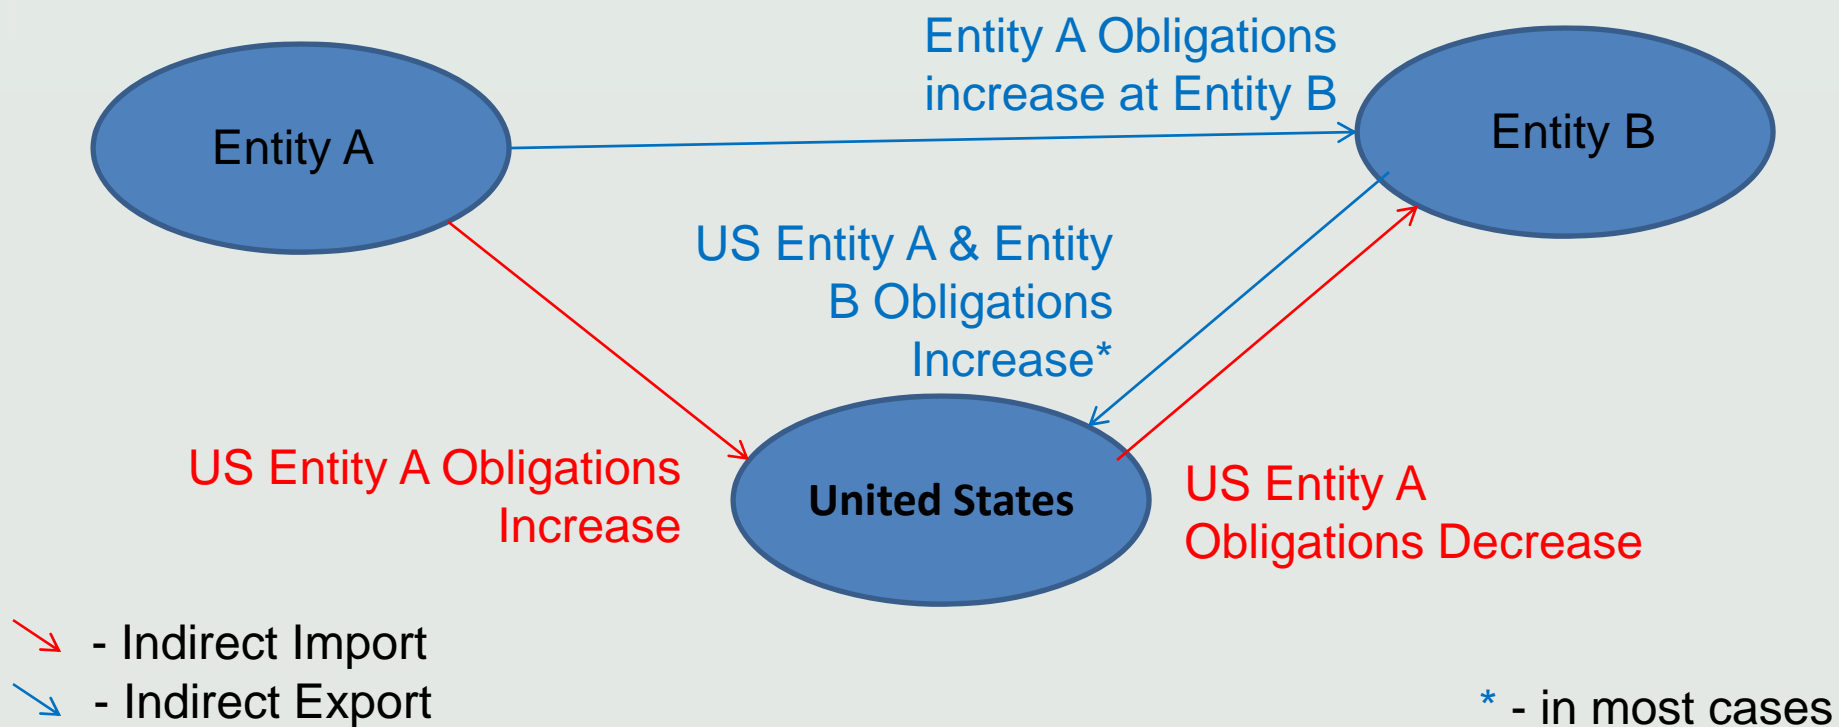 Entity A Obligations
increase at Entity B
Entity A
Entity B
US Entity A & Entity
B Obligations
Increase*
US Entity A Obligations
Increase
United States
US Entity A
Obligations Decrease
- Indirect Import
- Indirect Export
* - in most cases